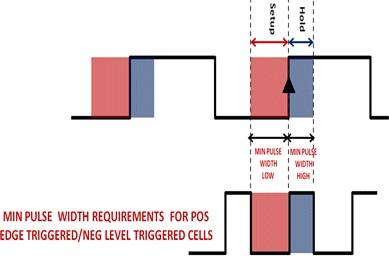 Setup
Hold
MIN PULSE
WIDTH
LOW
MIN PULSE
WIDTH
HIGH
MIN PULSE WIDTH REQUIREMENTS FOR POS
EDGE TRIGGERED/NEG LEVEL TRIGGERED CELLS